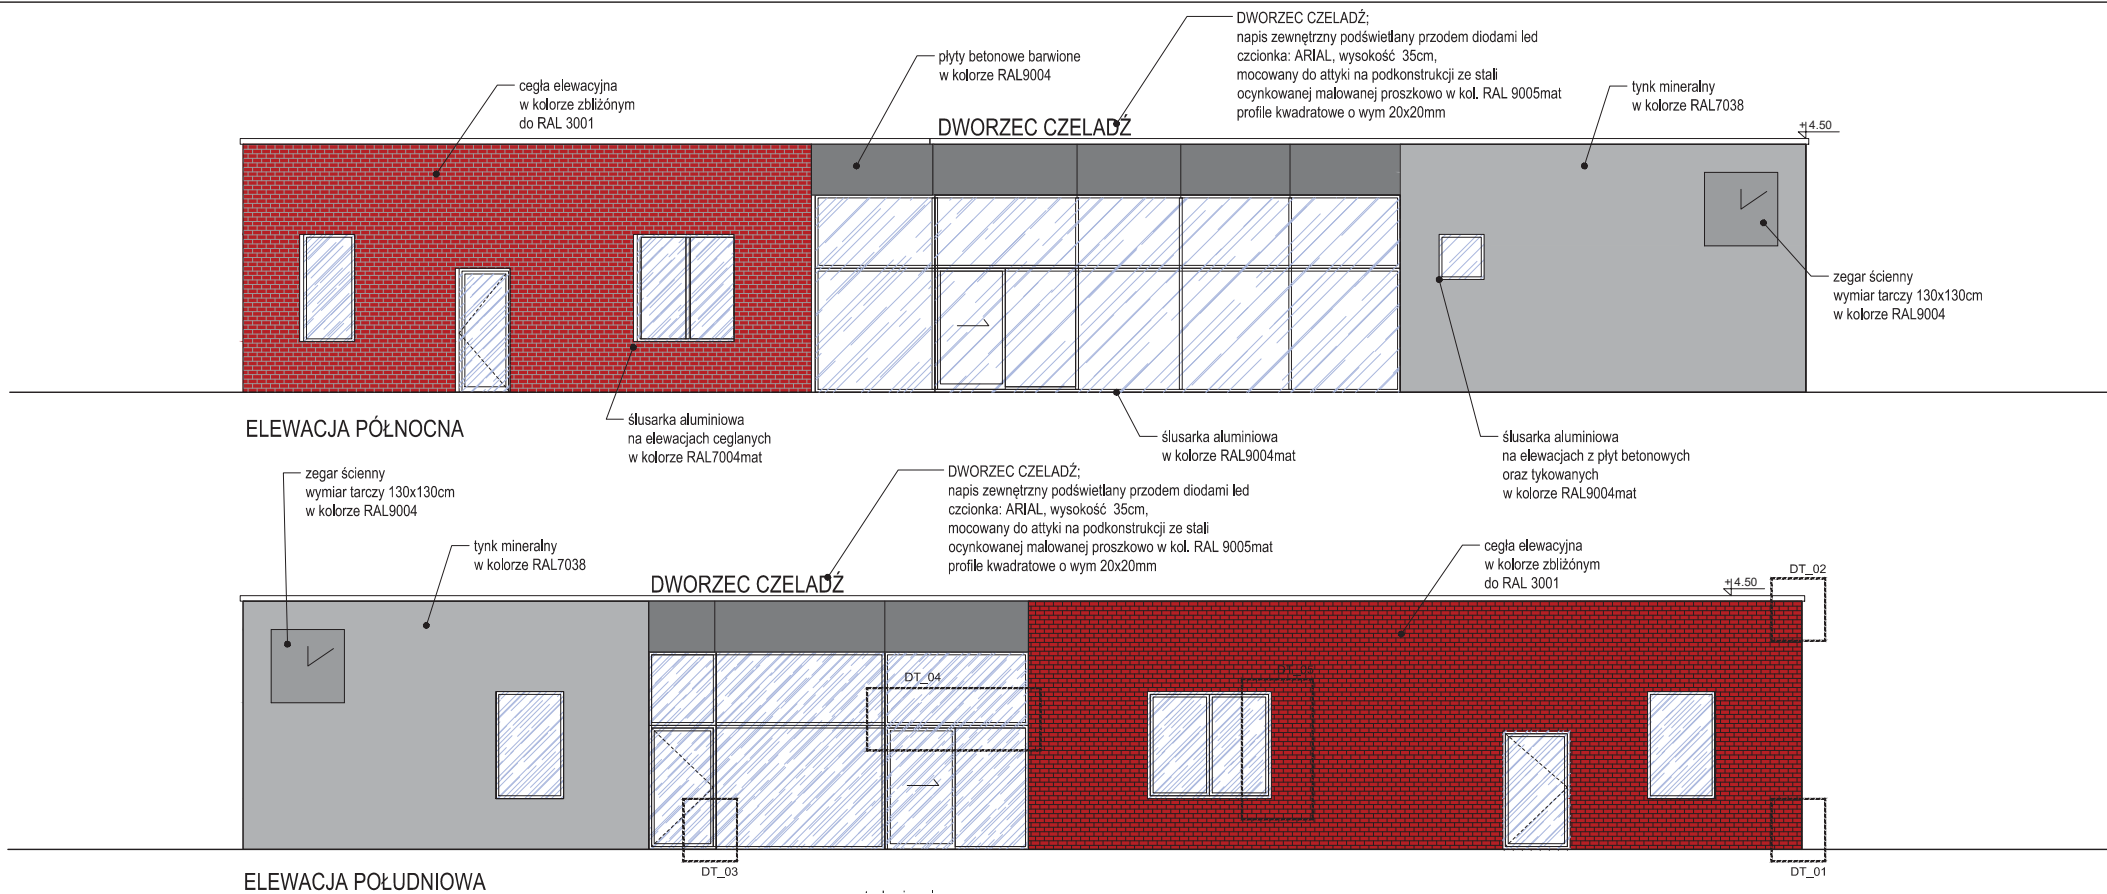 DWORZEC CZELADŹ;
napis zewnętrzny podświetlany przodem diodami led
czcionka: ARIAL, wysokość 35cm,
mocowany do attyki na podkonstrukcji ze stali
ocynkowanej malowanej proszkowo w kol. RAL 9005mat
profile kwadratowe o wym 20x20mm
płyty betonowe barwione
w kolorze RAL9004
cegła elewacyjna
w kolorze zbliżónym
do RAL 3001
tynk mineralny
w kolorze RAL7038
DWORZEC CZELADŹ
+4.50
zegar ścienny
wymiar tarczy 130x130cm
w kolorze RAL9004
ELEWACJA PÓŁNOCNA
ślusarka aluminiowa
na elewacjach ceglanych
w kolorze RAL7004mat
ślusarka aluminiowa
w kolorze RAL9004mat
ślusarka aluminiowa
na elewacjach z płyt betonowych
oraz tykowanych
w kolorze RAL9004mat
zegar ścienny
wymiar tarczy 130x130cm
w kolorze RAL9004
DWORZEC CZELADŹ;
napis zewnętrzny podświetlany przodem diodami led
czcionka: ARIAL, wysokość 35cm,
mocowany do attyki na podkonstrukcji ze stali
ocynkowanej malowanej proszkowo w kol. RAL 9005mat
profile kwadratowe o wym 20x20mm
tynk mineralny
w kolorze RAL7038
cegła elewacyjna
w kolorze zbliżónym
do RAL 3001
DWORZEC CZELADŹ
+4.50
DT_02
DT_04
DT_05
DT_03
DT_01
ELEWACJA POŁUDNIOWA